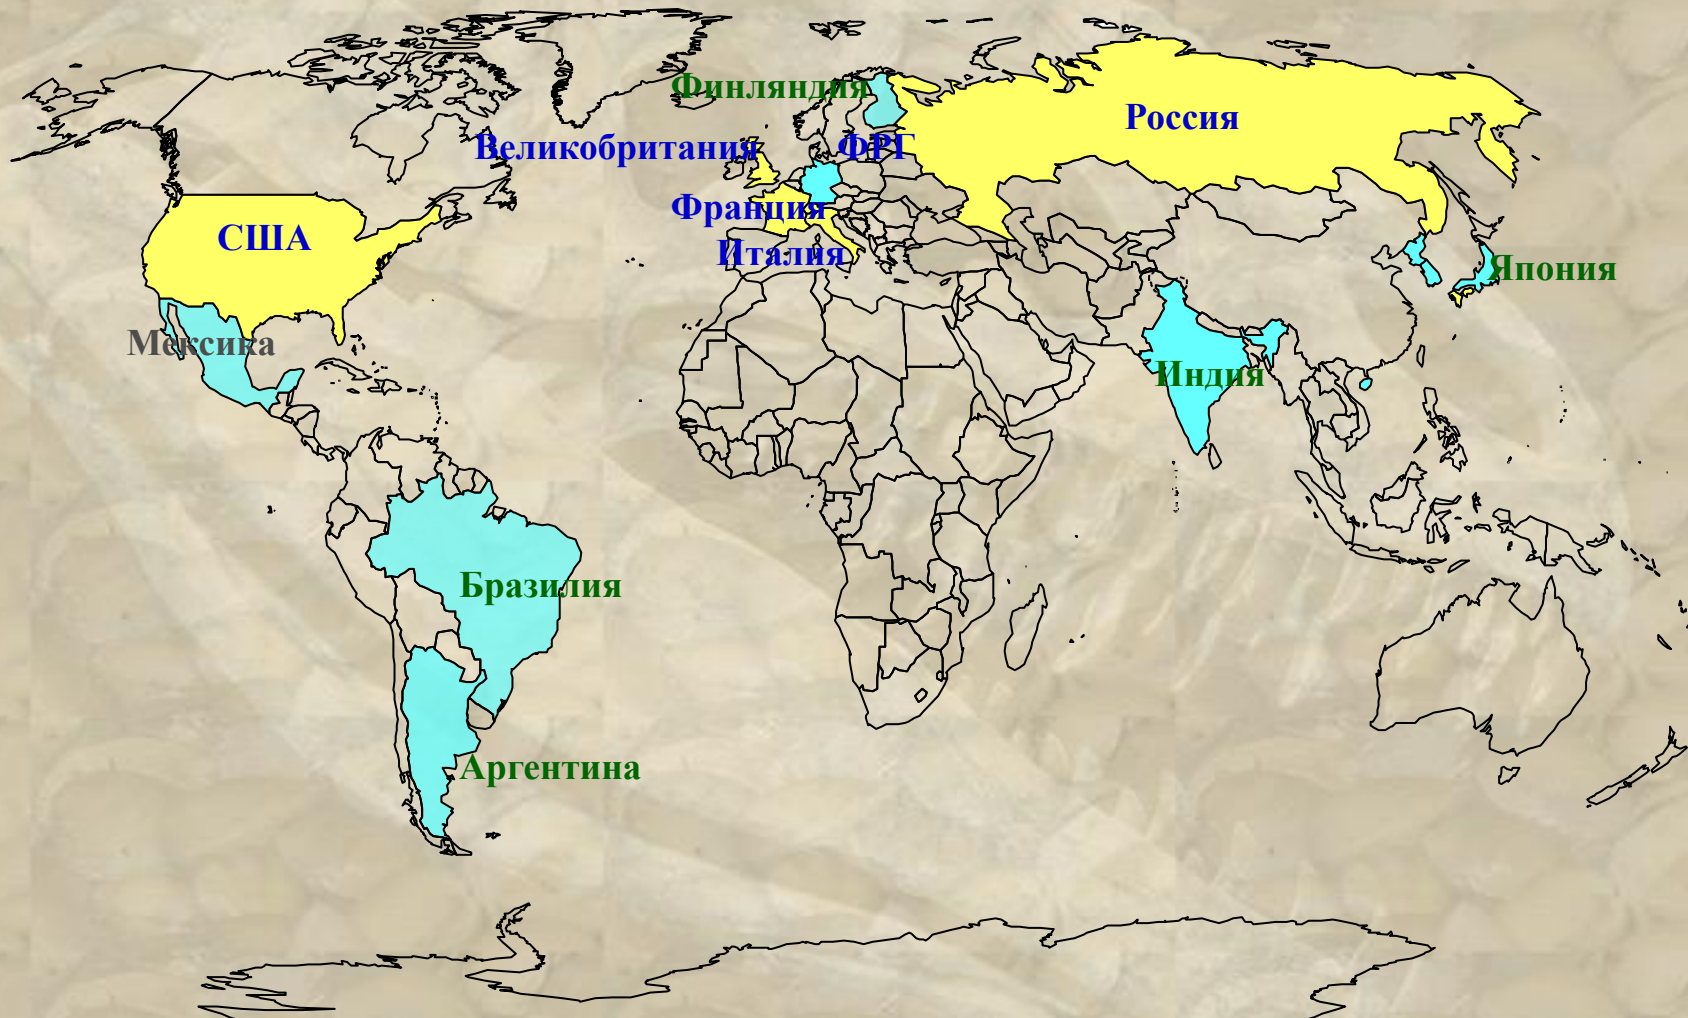 Финляндия
Россия
Великобритания
ФРГ
Франция
США
Италия
Япония
Мексика
Индия
Бразилия
Аргентина